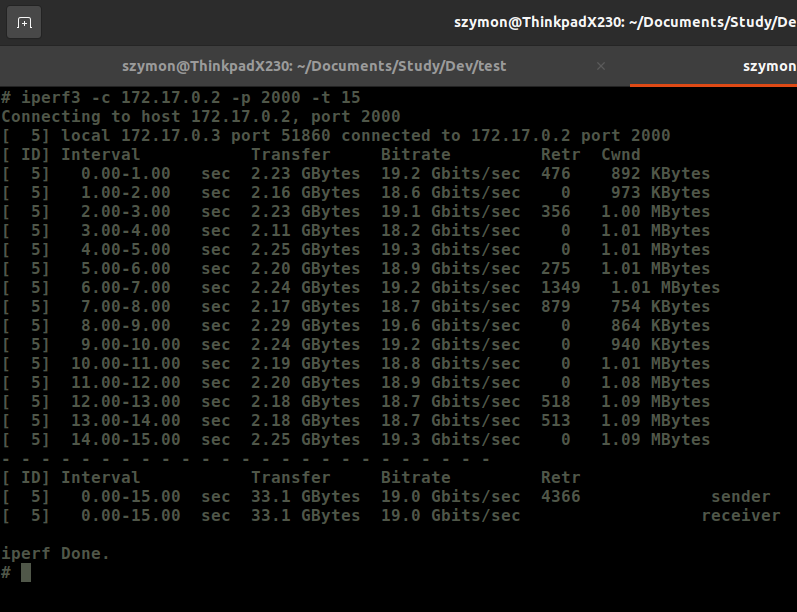 szymon@ThinkpadX230: ~/Documents/Study/De
szymon@ThinkpadX230: ~/Documents/Study/Dev/test × szymon
# iperf3 -c 172.17.0.2 -p 2000 -t 15
Connecting to host 172.17.0.2, port 2000
[  5] local 172.17.0.3 port 51860 connected to 172.17.0.2 port 2000
[ ID] Interval           Transfer     Bitrate         Retr  Cwnd
[  5]   0.00-1.00   sec  2.23 GBytes  19.2 Gbits/sec  476    892 KBytes
[  5]   1.00-2.00   sec  2.16 GBytes  18.6 Gbits/sec    0    973 KBytes
[  5]   2.00-3.00   sec  2.23 GBytes  19.1 Gbits/sec  356   1.00 MBytes
[  5]   3.00-4.00   sec  2.11 GBytes  18.2 Gbits/sec    0   1.01 MBytes
[  5]   4.00-5.00   sec  2.25 GBytes  19.3 Gbits/sec    0   1.01 MBytes
[  5]   5.00-6.00   sec  2.20 GBytes  18.9 Gbits/sec  275   1.01 MBytes
[  5]   6.00-7.00   sec  2.24 GBytes  19.2 Gbits/sec  1349   1.01 MBytes
[  5]   7.00-8.00   sec  2.17 GBytes  18.7 Gbits/sec  879    754 KBytes
[  5]   8.00-9.00   sec  2.29 GBytes  19.6 Gbits/sec    0    864 KBytes
[  5]   9.00-10.00  sec  2.24 GBytes  19.2 Gbits/sec    0    940 KBytes
[  5]  10.00-11.00  sec  2.19 GBytes  18.8 Gbits/sec    0   1.01 MBytes
[  5]  11.00-12.00  sec  2.20 GBytes  18.9 Gbits/sec    0   1.08 MBytes
[  5]  12.00-13.00  sec  2.18 GBytes  18.7 Gbits/sec  518   1.09 MBytes
[  5]  13.00-14.00  sec  2.18 GBytes  18.7 Gbits/sec  513   1.09 MBytes
[  5]  14.00-15.00  sec  2.25 GBytes  19.3 Gbits/sec    0   1.09 MBytes
- - - - - - - - - - - - - - - - - - - - - - - - -
[ ID] Interval           Transfer     Bitrate         Retr
[  5]   0.00-15.00  sec  33.1 GBytes  19.0 Gbits/sec  4366             sender
[  5]   0.00-15.00  sec  33.1 GBytes  19.0 Gbits/sec                  receiver
iperf Done.
#